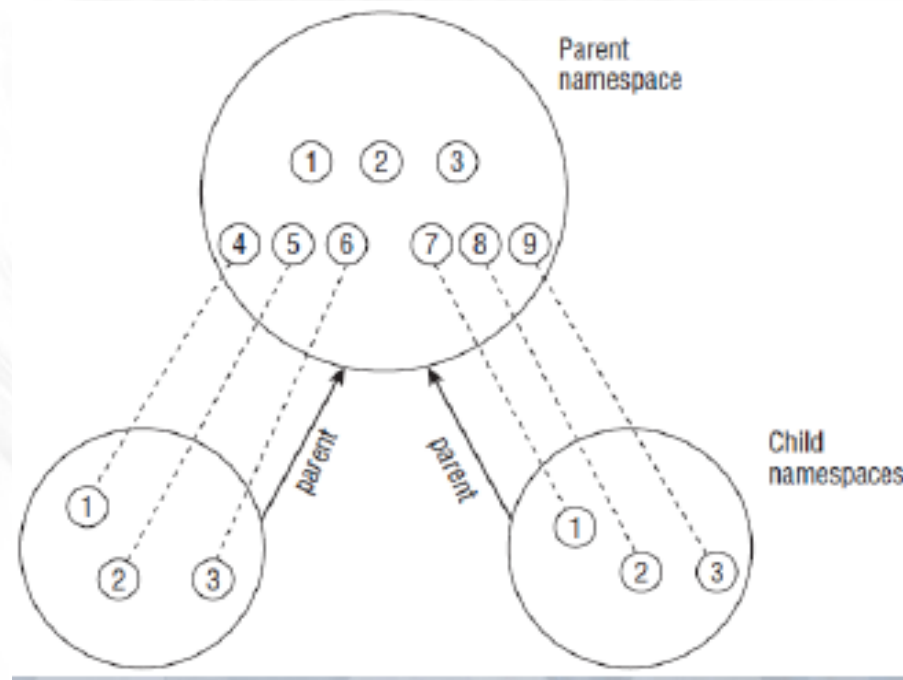 Parent
namespace
1 2 3
4 5 6 7 8 9
parent
parent
Child
namespaces
1
2
3
1
2
3